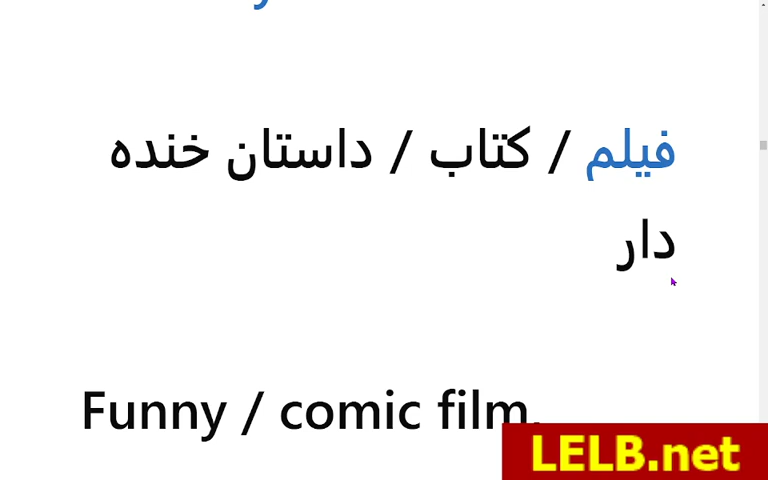 فیلم / کتاب / داستان خنده
دار
Funny / comic film,
LELB.net